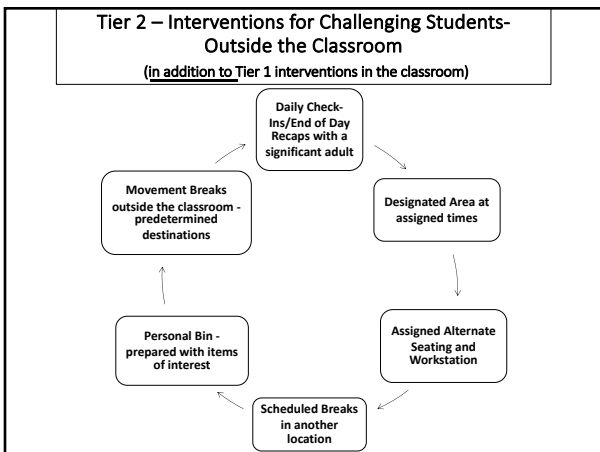 Tier 2 – Interventions for Challenging Students-
Outside the Classroom
(in addition to Tier 1 interventions in the classroom)
Daily Check-
Ins/End of Day
Recaps with a
significant adult
Designated Area at
assigned times
Assigned Alternate
Seating and
Workstation
Scheduled Breaks
in another
location
Personal Bin -
prepared with items
of interest
Movement Breaks
outside the classroom -
predetermined
destinations